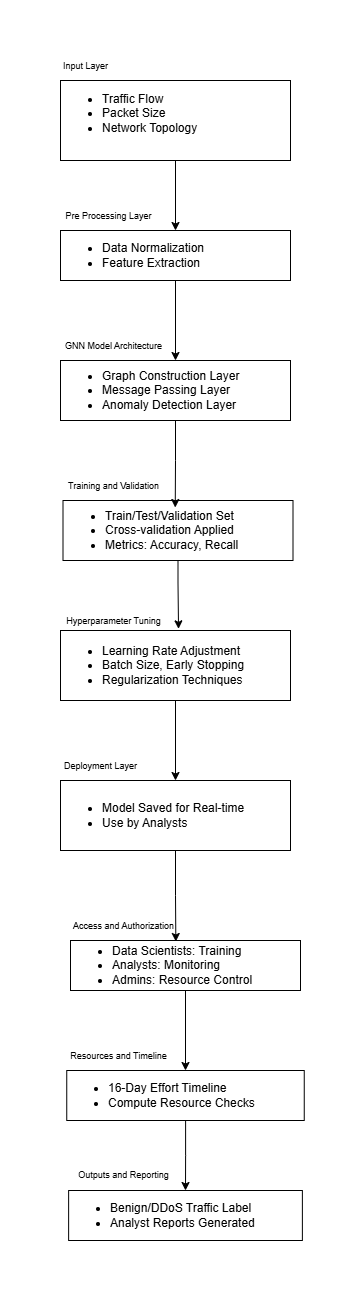 Input Layer
• Traffic Flow
• Packet Size
• Network Topology
Pre Processing Layer
• Data Normalization
• Feature Extraction
GNN Model Architecture
• Graph Construction Layer
• Message Passing Layer
• Anomaly Detection Layer
Training and Validation
• Train/Test/Validation Set
• Cross-validation Applied
• Metrics: Accuracy, Recall
Hyperparameter Tuning
• Learning Rate Adjustment
• Batch Size, Early Stopping
• Regularization Techniques
Deployment Layer
• Model Saved for Real-time
• Use by Analysts
Access and Authorization
• Data Scientists: Training
• Analysts: Monitoring
• Admins: Resource Control
Resources and Timeline
• 16-Day Effort Timeline
• Compute Resource Checks
Outputs and Reporting
• Benign/DDoS Traffic Label
• Analyst Reports Generated